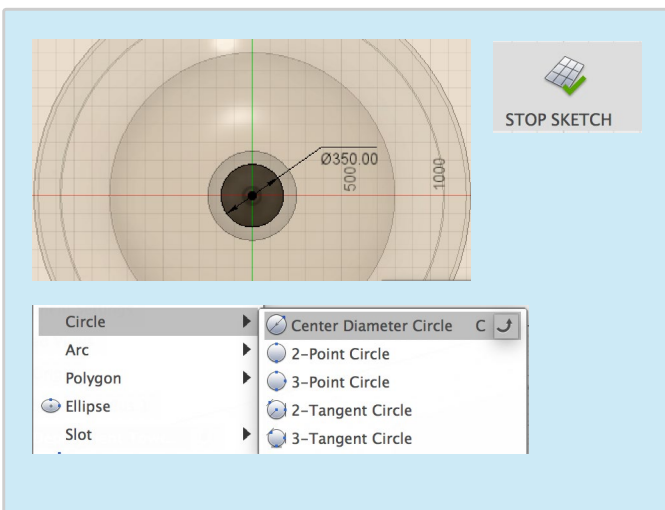 Ø350.00
500
1000
STOP SKETCH
Circle
Center Diameter Circle C
2-Point Circle
Arc
3-Point Circle
Polygon
2-Tangent Circle
Ellipse
3-Tangent Circle
Slot